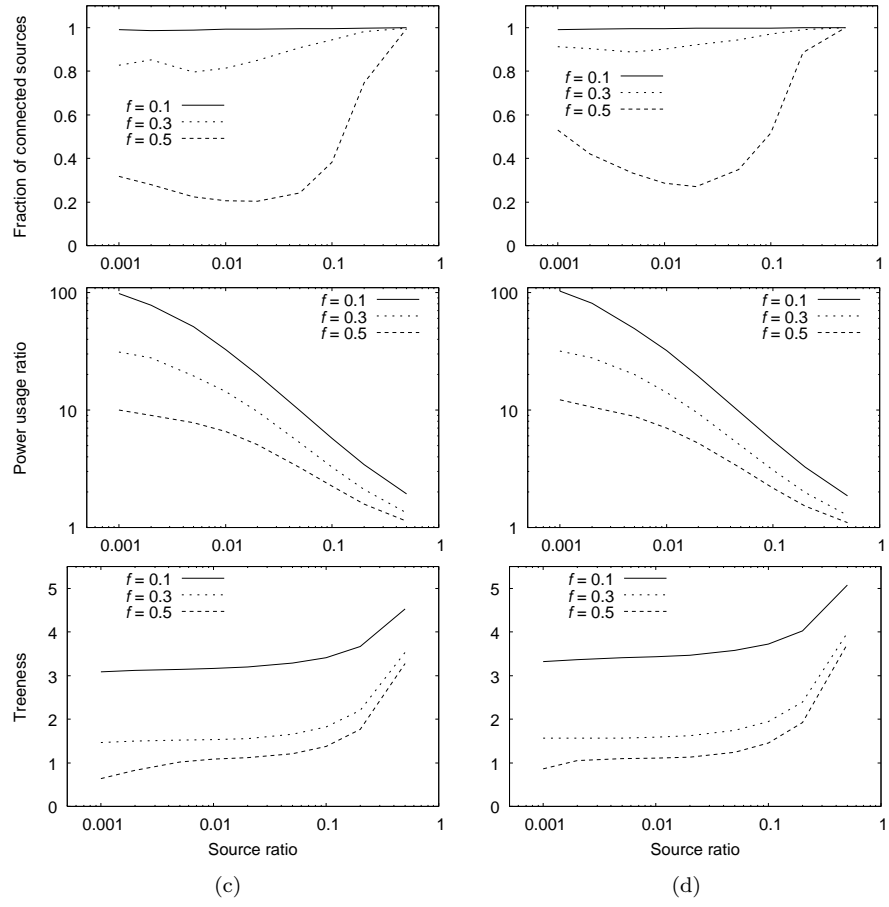 Fraction of connected sources
1
0.8
0.6
0.4
0.2
0
f = 0.1
f = 0.3
f = 0.5
0.001
0.01
0.1
1
1
0.8
0.6
0.4
0.2
0
f = 0.1
f = 0.3
f = 0.5
0.001
0.01
0.1
1
Power usage ratio
100
10
1
f = 0.1
f = 0.3
f = 0.5
0.001
0.01
0.1
1
100
10
1
f = 0.1
f = 0.3
f = 0.5
0.001
0.01
0.1
1
Treeness
5
4
3
2
1
0
f = 0.1
f = 0.3
f = 0.5
0.001
0.01
0.1
1
Source ratio
(c)
5
4
3
2
1
0
f = 0.1
f = 0.3
f = 0.5
0.001
0.01
0.1
1
Source ratio
(d)